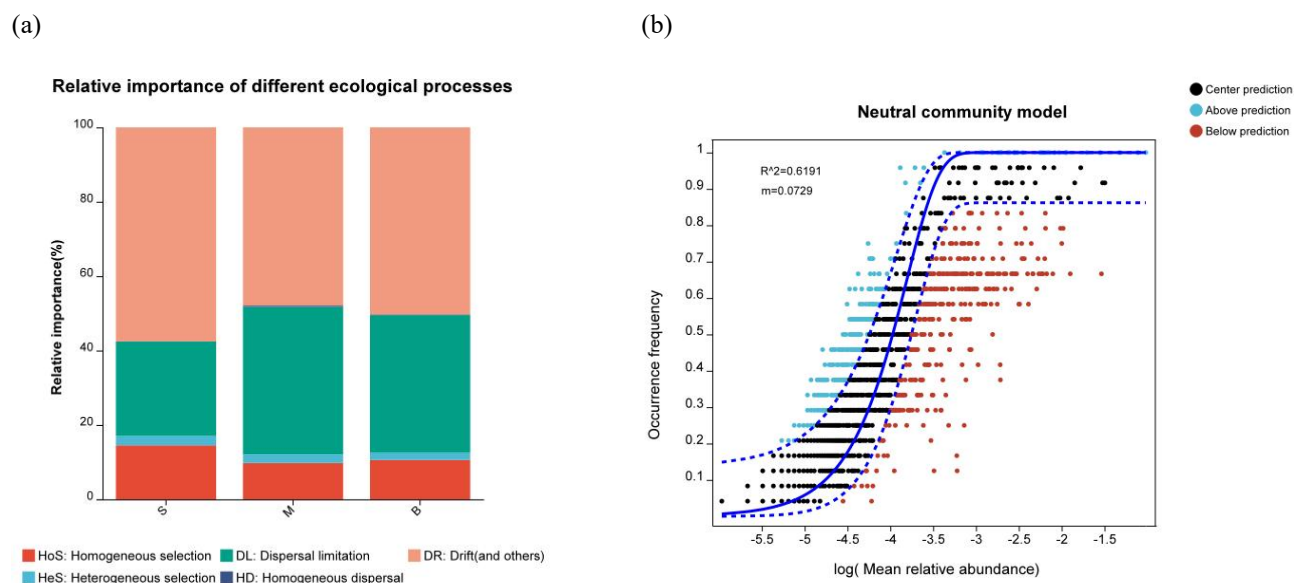 (a)
Relative importance of different ecological processes
Relative importance(%)
100
80
60
40
20
0
S M B
HoS: Homogeneous selection DL: Dispersal limitation DR: Drift(and others)
HeS: Heterogeneous selection HD: Homogeneous dispersal
(b)
Center prediction
Above prediction
Below prediction
Neutral community model
R^2=0.6191
m=0.0729
Occurrence frequency
1
0.9
0.8
0.7
0.6
0.5
0.4
0.3
0.2
0.1
-5.5 -5 -4.5 -4 -3.5 -3 -2.5 -2 -1.5
log( Mean relative abundance)